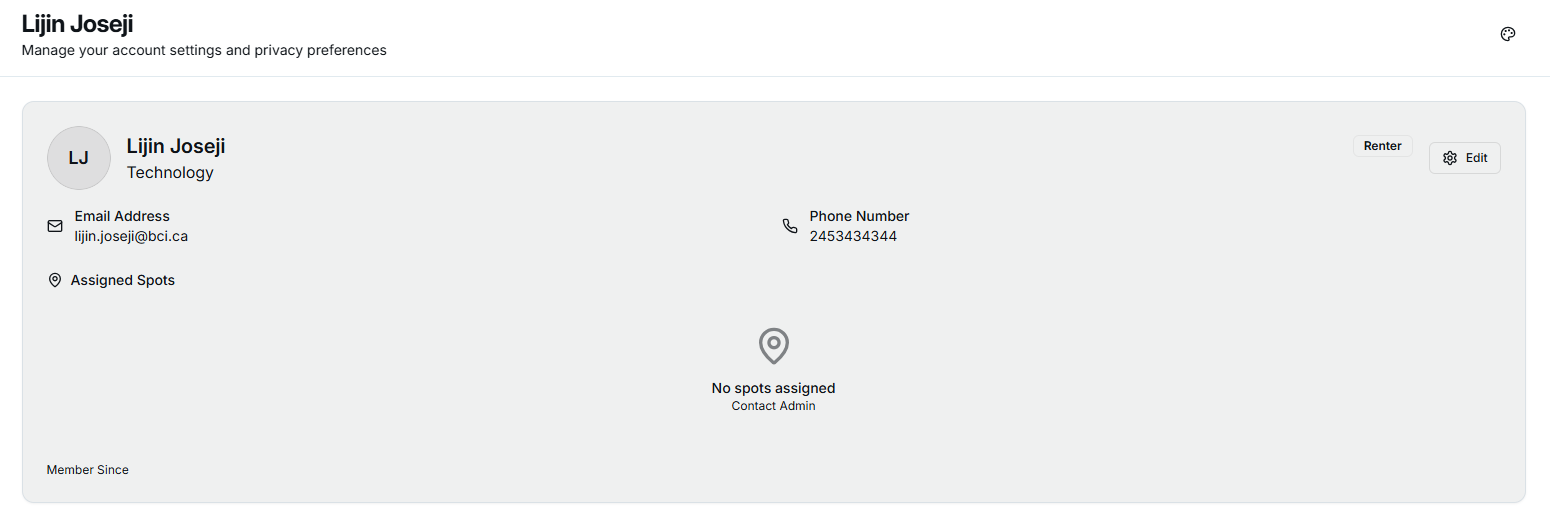 Lijin Joseji
Manage your account settings and privacy preferences
LJ
Lijin Joseji
Technology
Renter
Edit
Email Address
lijin.joseji@bci.ca
Phone Number
2453434344
Assigned Spots
No spots assigned
Contact Admin
Member Since